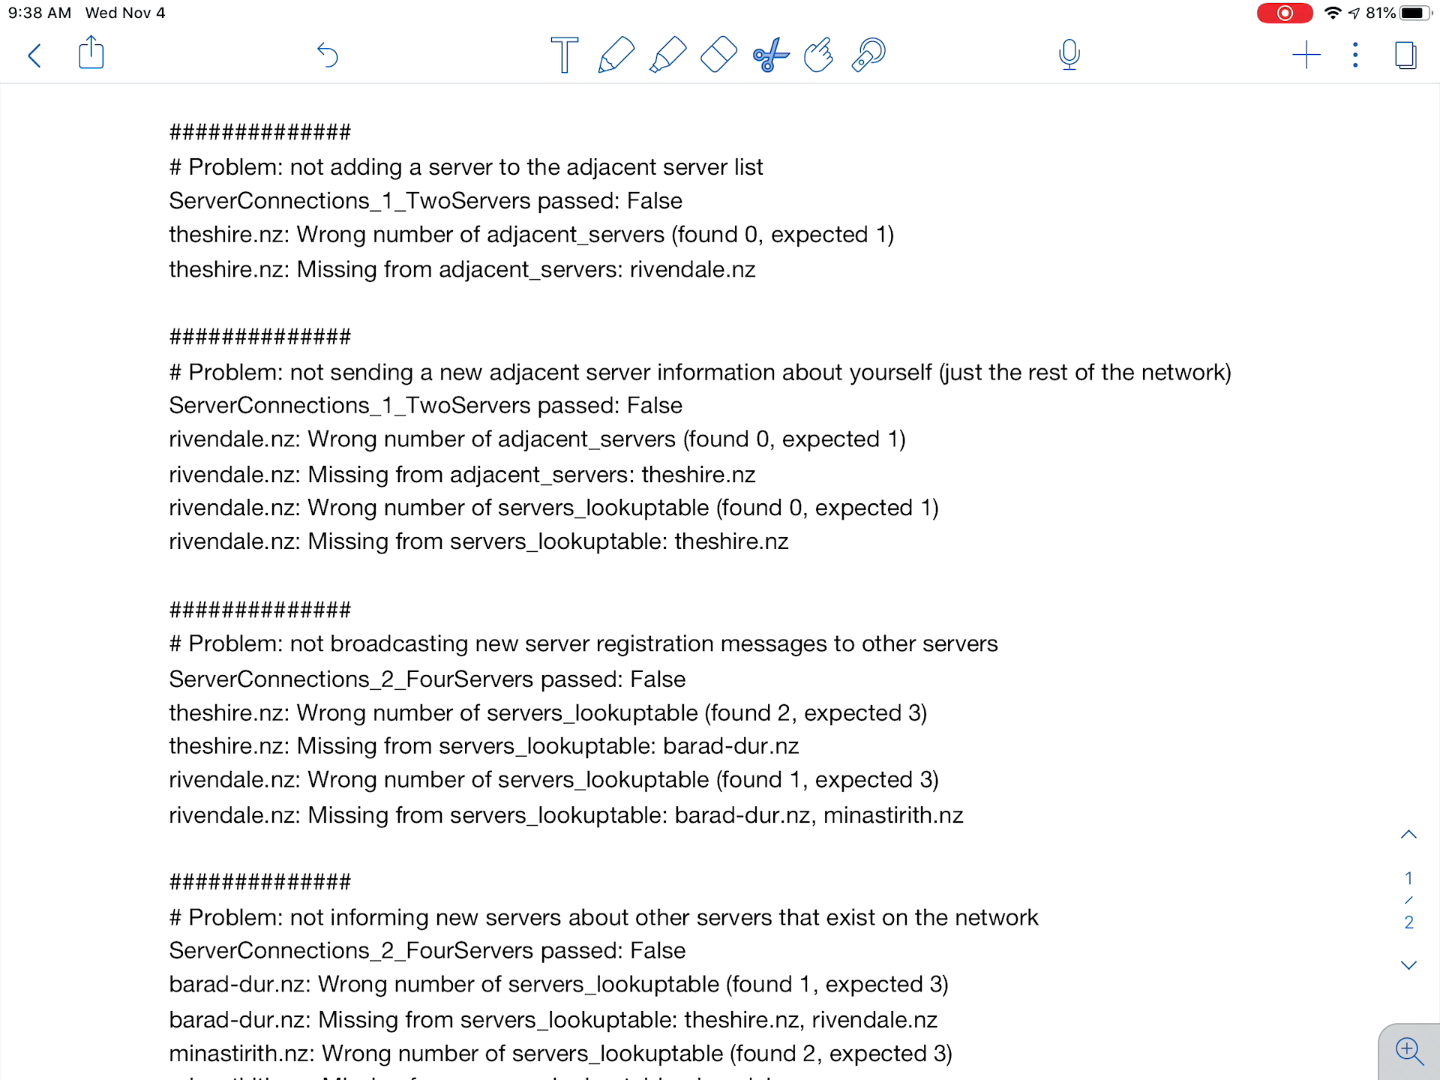 9:38 AM Wed Nov 4
81%
##############
# Problem: not adding a server to the adjacent server list
ServerConnections_1_TwoServers passed: False
theshire.nz: Wrong number of adjacent_servers (found 0, expected 1)
theshire.nz: Missing from adjacent_servers: rivendale.nz
##############
# Problem: not sending a new adjacent server information about yourself (just the rest of the network)
ServerConnections_1_TwoServers passed: False
rivendale.nz: Wrong number of adjacent_servers (found 0, expected 1)
rivendale.nz: Missing from adjacent_servers: theshire.nz
rivendale.nz: Wrong number of servers_lookuptable (found 0, expected 1)
rivendale.nz: Missing from servers_lookuptable: theshire.nz
##############
# Problem: not broadcasting new server registration messages to other servers
ServerConnections_2_FourServers passed: False
theshire.nz: Wrong number of servers_lookuptable (found 2, expected 3)
theshire.nz: Missing from servers_lookuptable: barad-dur.nz
rivendale.nz: Wrong number of servers_lookuptable (found 1, expected 3)
rivendale.nz: Missing from servers_lookuptable: barad-dur.nz, minastirith.nz
##############
# Problem: not informing new servers about other servers that exist on the network
ServerConnections_2_FourServers passed: False
barad-dur.nz: Wrong number of servers_lookuptable (found 1, expected 3)
barad-dur.nz: Missing from servers_lookuptable: theshire.nz, rivendale.nz
minastirith.nz: Wrong number of servers_lookuptable (found 2, expected 3)
1
/
2